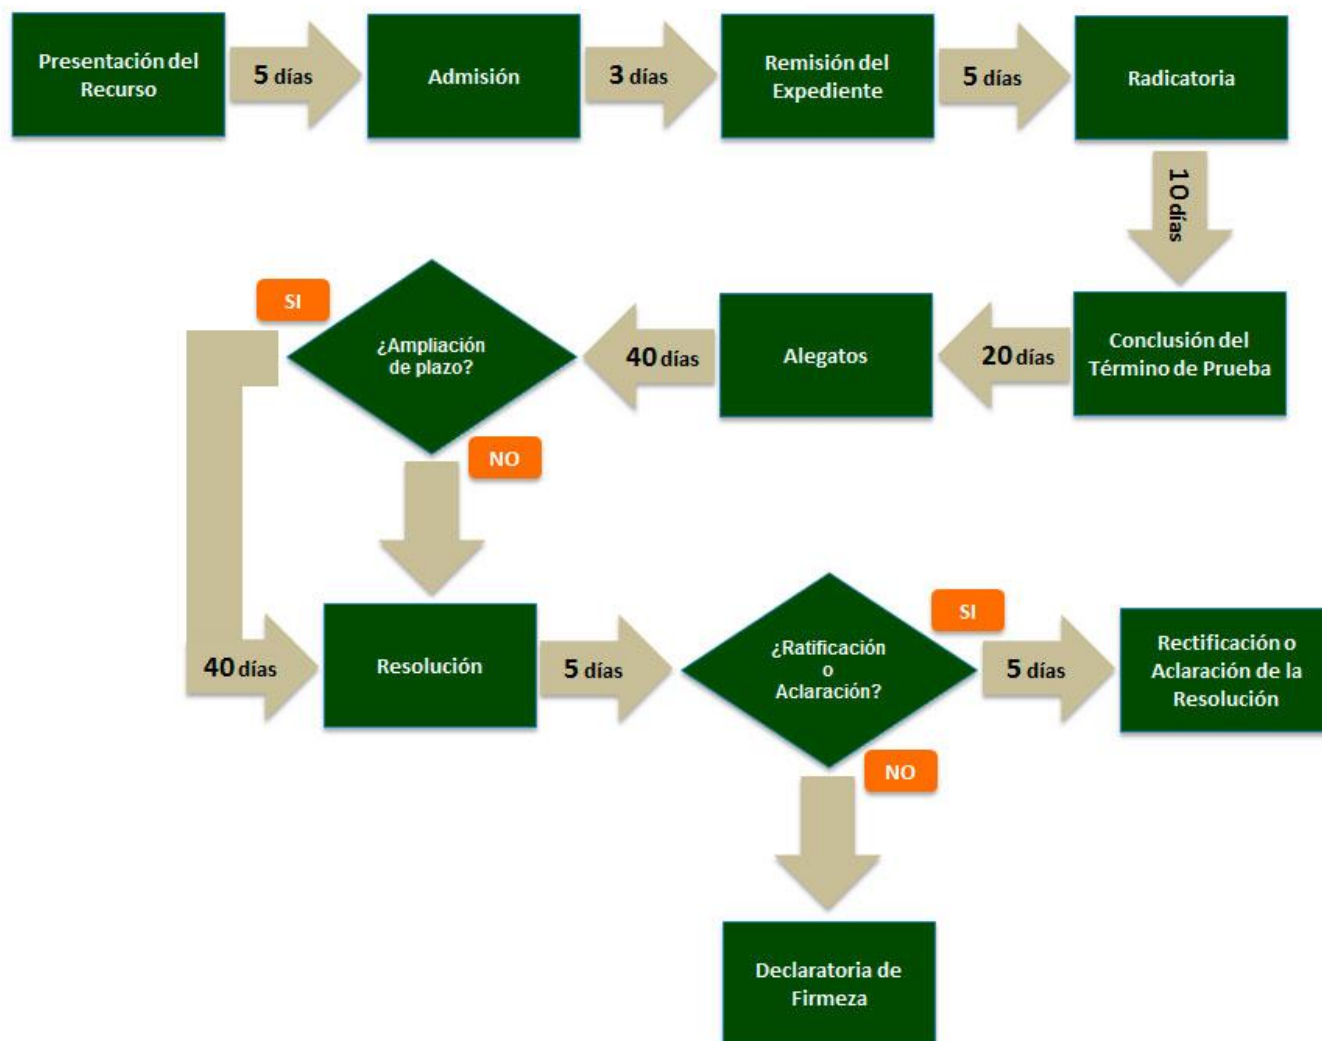 Presentación del
Recurso
5 días
Admisión
3 días
Remisión del
Expediente
5 días
Radicatoria
10 días
Conclusión del
Término de Prueba
20 días
Alegatos
40 días
¿Ampliación
de plazo?
SI
NO
40 días
Resolución
5 días
¿Ratificación
o
Aclaración?
SI
5 días
Rectificación o
Aclaración de la
Resolución
NO
Declaratoria de
Firmeza